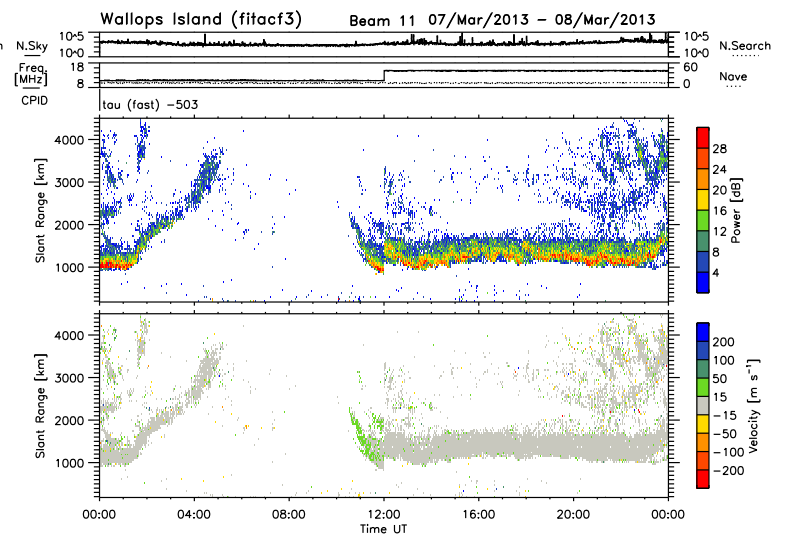 Wallops Island (fitacf3) Beam 11 07/Mar/2013 − 08/Mar/2013
n N.Sky 10^5 10^0 10^5 10^0 N.Search
Freq. [MHz] 18 8 60 0 Nave
CPID tau (fast) −503
Slant Range [km] 4000 3000 2000 1000
Power [dB] 28 24 20 16 12 8 4
Slant Range [km] 4000 3000 2000 1000
Velocity [m s⁻¹] 200 100 50 15 −15 −50 −100 −200
00:00 04:00 08:00 12:00 16:00 20:00 00:00
Time UT